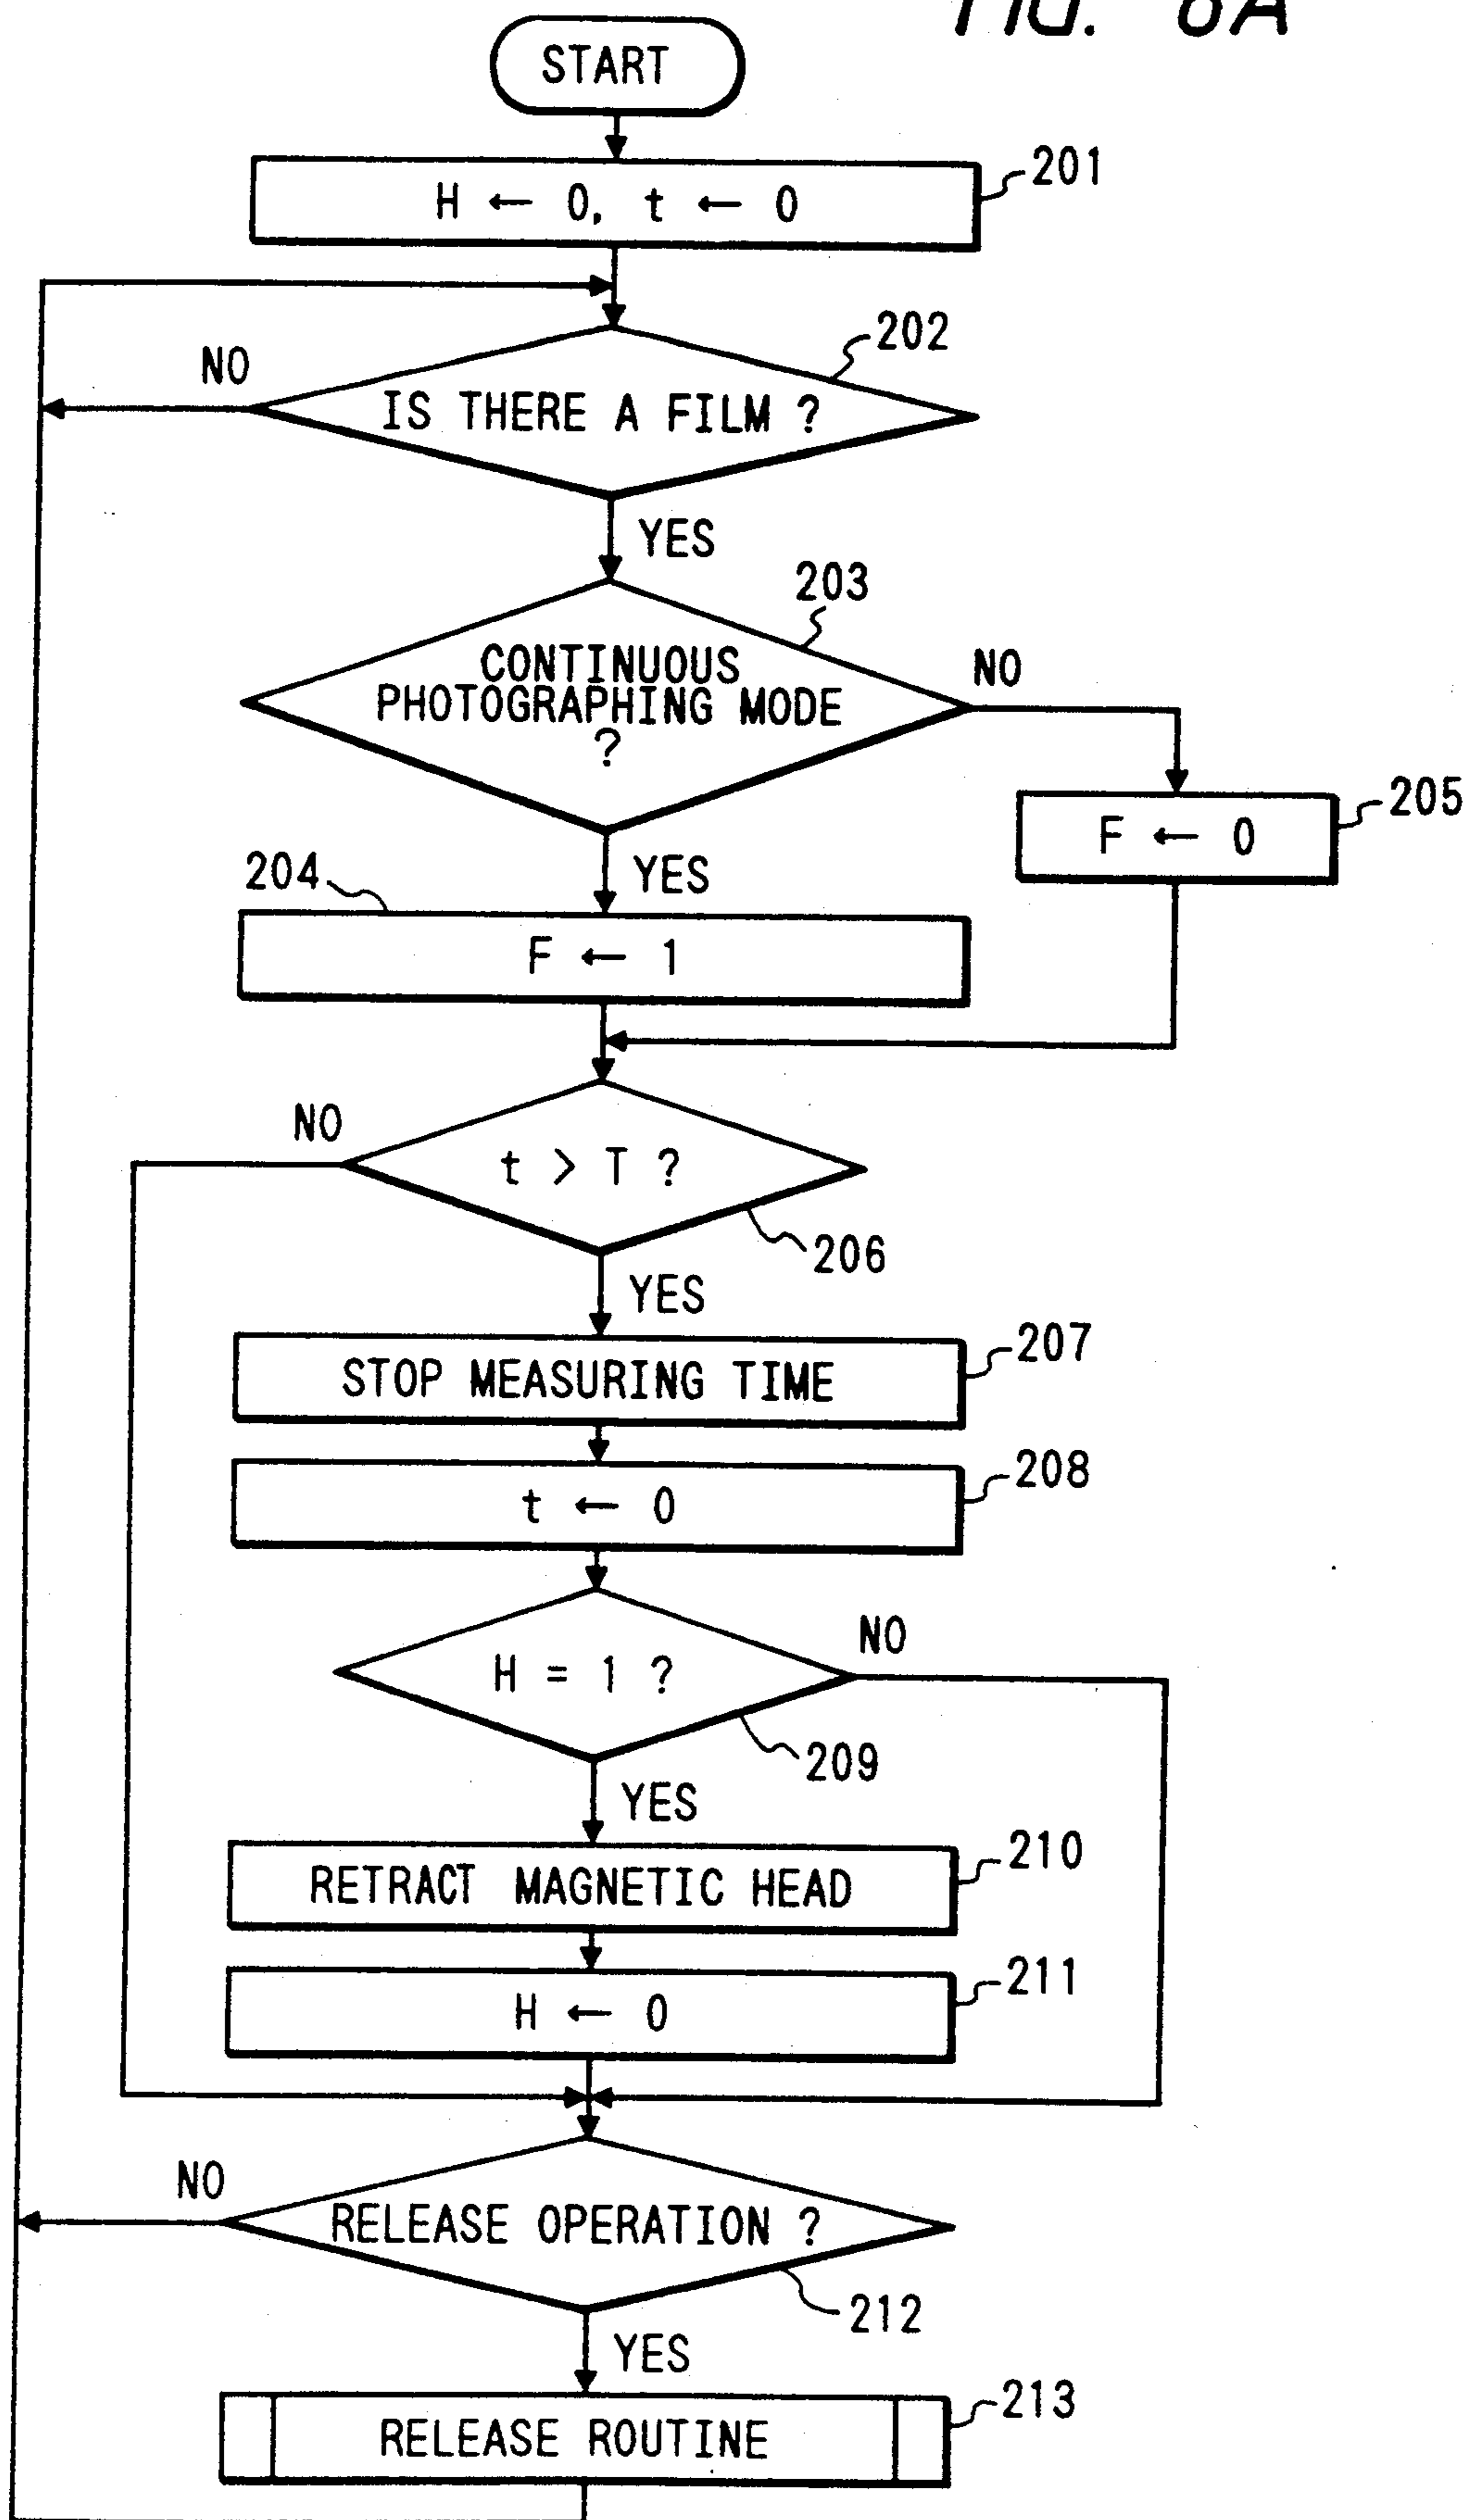 FIG. 6A
START
H ← 0, t ← 0
201
202
NO
IS THERE A FILM ?
YES
203
CONTINUOUS
PHOTOGRAPHING MODE
?
NO
205
F ← 0
204
YES
F ← 1
NO
t > T ?
206
YES
207
STOP MEASURING TIME
208
t ← 0
NO
H = 1 ?
209
YES
210
RETRACT MAGNETIC HEAD
211
H ← 0
NO
RELEASE OPERATION ?
212
YES
213
RELEASE ROUTINE